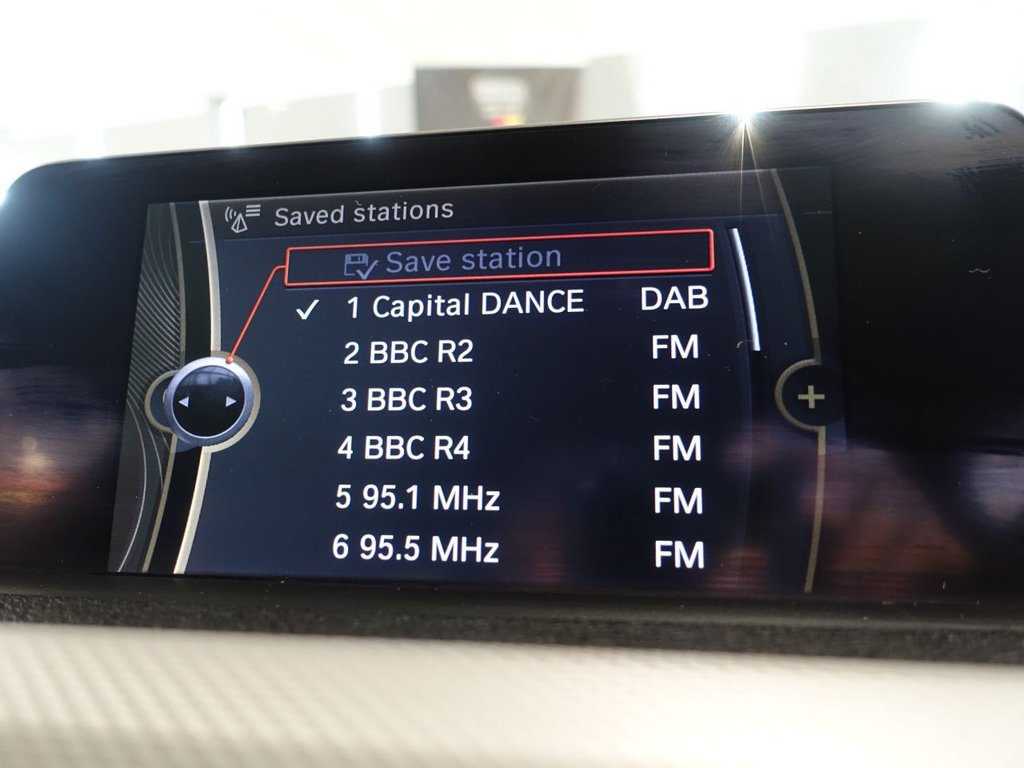 Saved stations
Save station
1 Capital DANCE DAB
2 BBC R2 FM
3 BBC R3 FM
4 BBC R4 FM
5 95.1 MHz FM
6 95.5 MHz FM